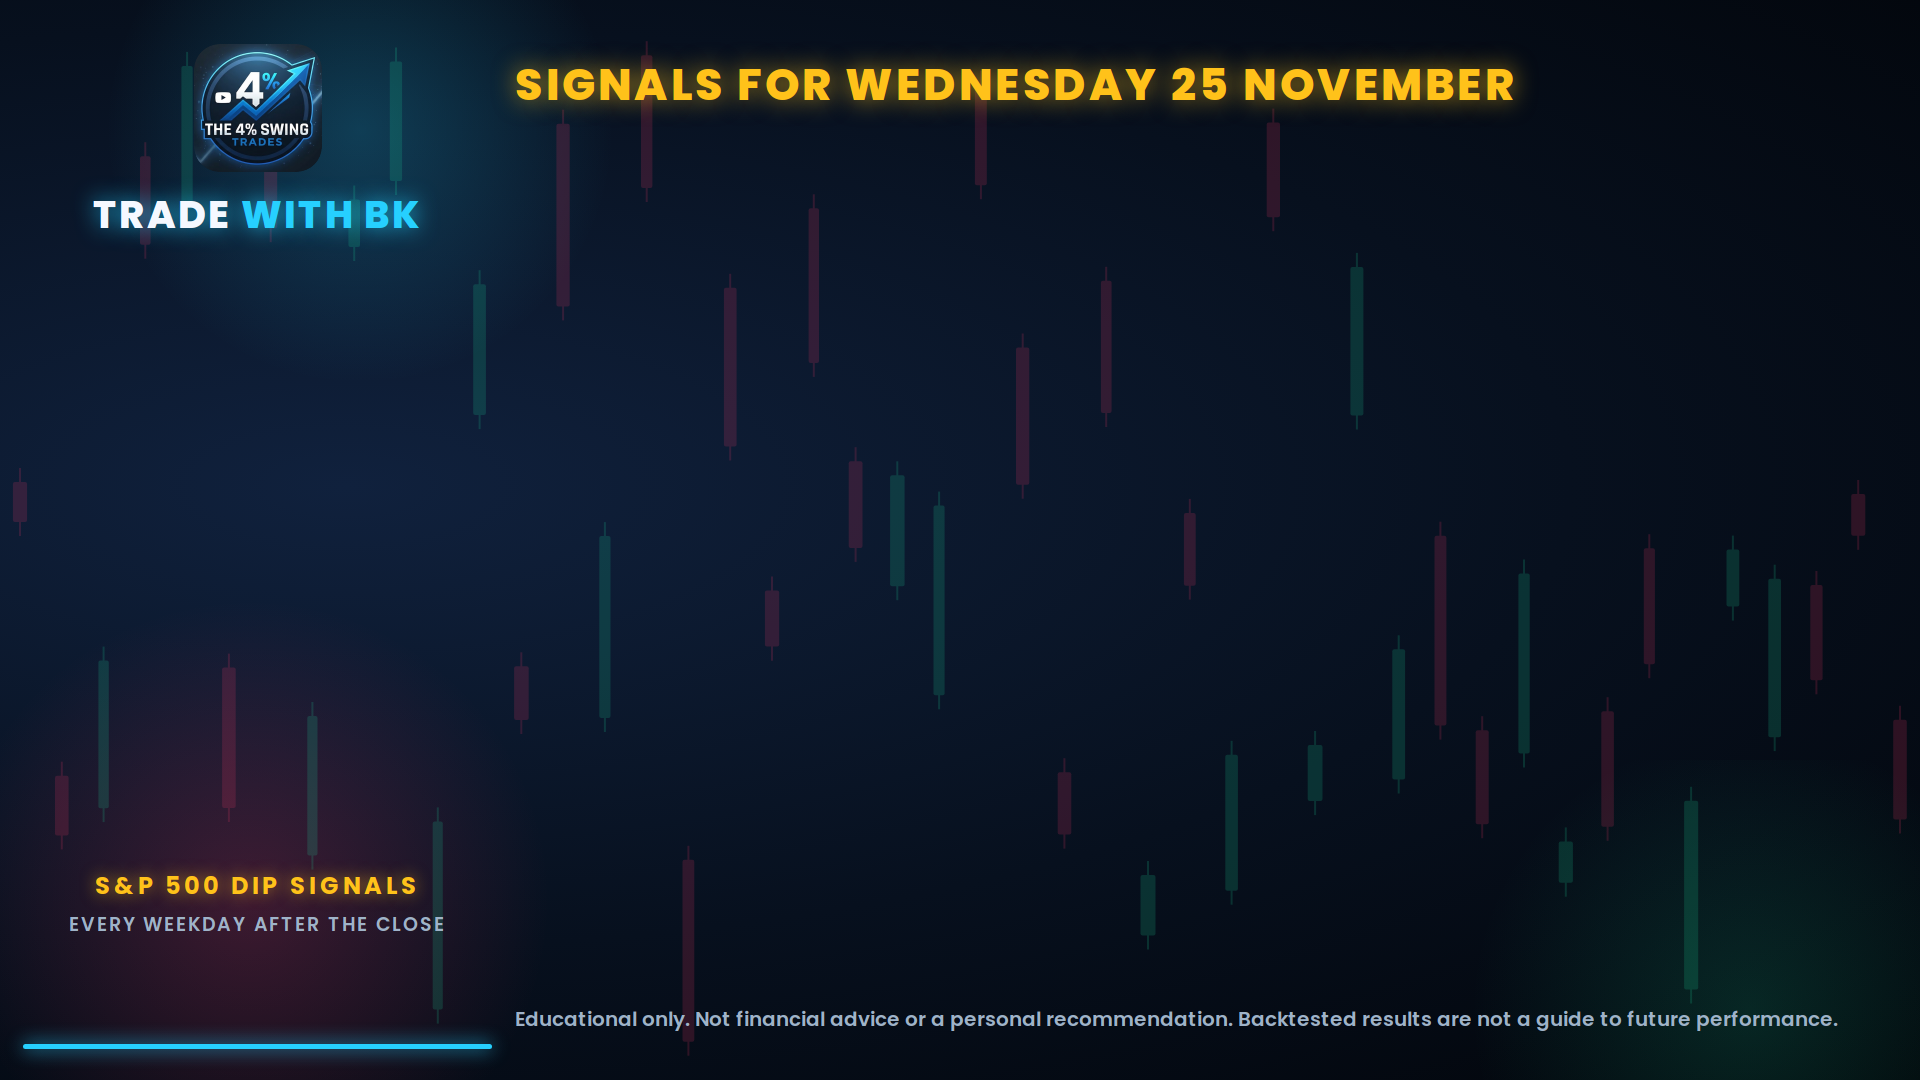 4%
THE 4% SWING
TRADES
TRADE WITH BK
SIGNALS FOR WEDNESDAY 25 NOVEMBER
S&P 500 DIP SIGNALS
EVERY WEEKDAY AFTER THE CLOSE
Educational only. Not financial advice or a personal recommendation. Backtested results are not a guide to future performance.